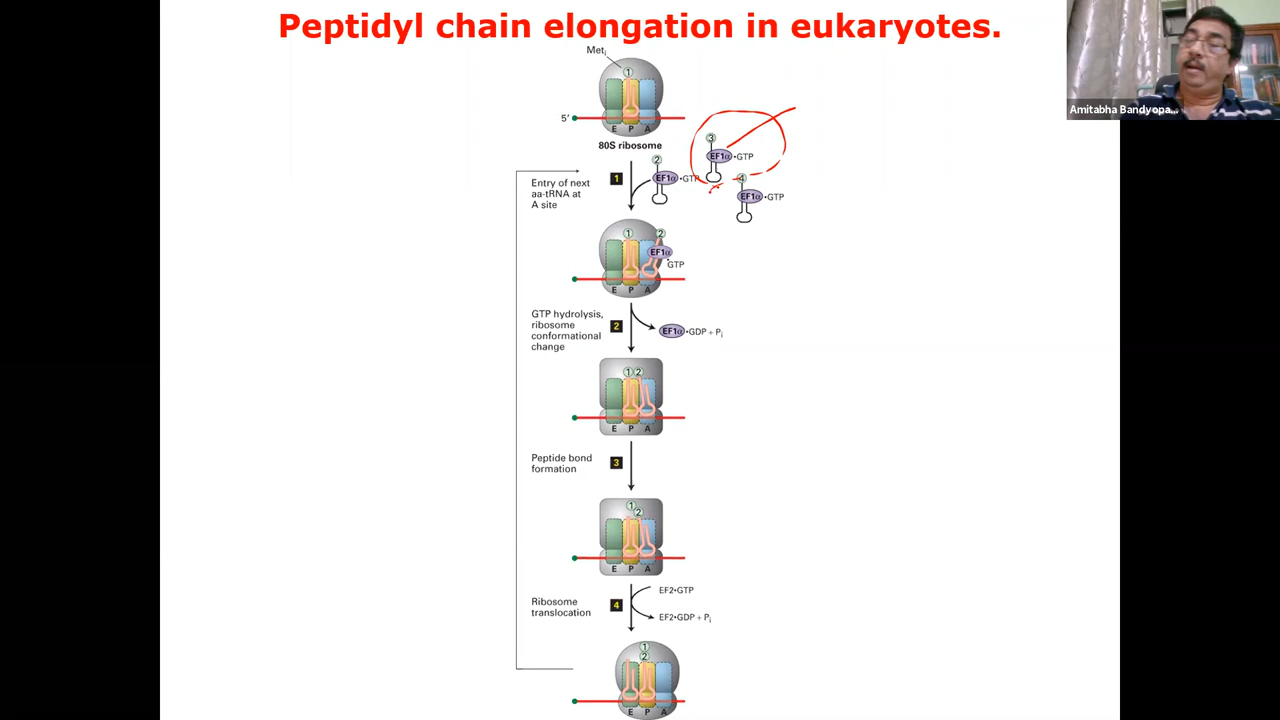 Peptidyl chain elongation in eukaryotes.
Amitabha Bandyopa...
Meti
1
5'
E P A
80S ribosome
3
EF1α•GTP
2
EF1α•GTP
4
EF1α•GTP
1
Entry of next
aa-tRNA at
A site
1 2
EF1α
•GTP
E P A
GTP hydrolysis,
ribosome
conformational
change
2
EF1α•GDP + Pi
1 2
E P A
Peptide bond
formation
3
1
2
E P A
EF2•GTP
Ribosome
translocation
4
EF2•GDP + Pi
1
2
E P A